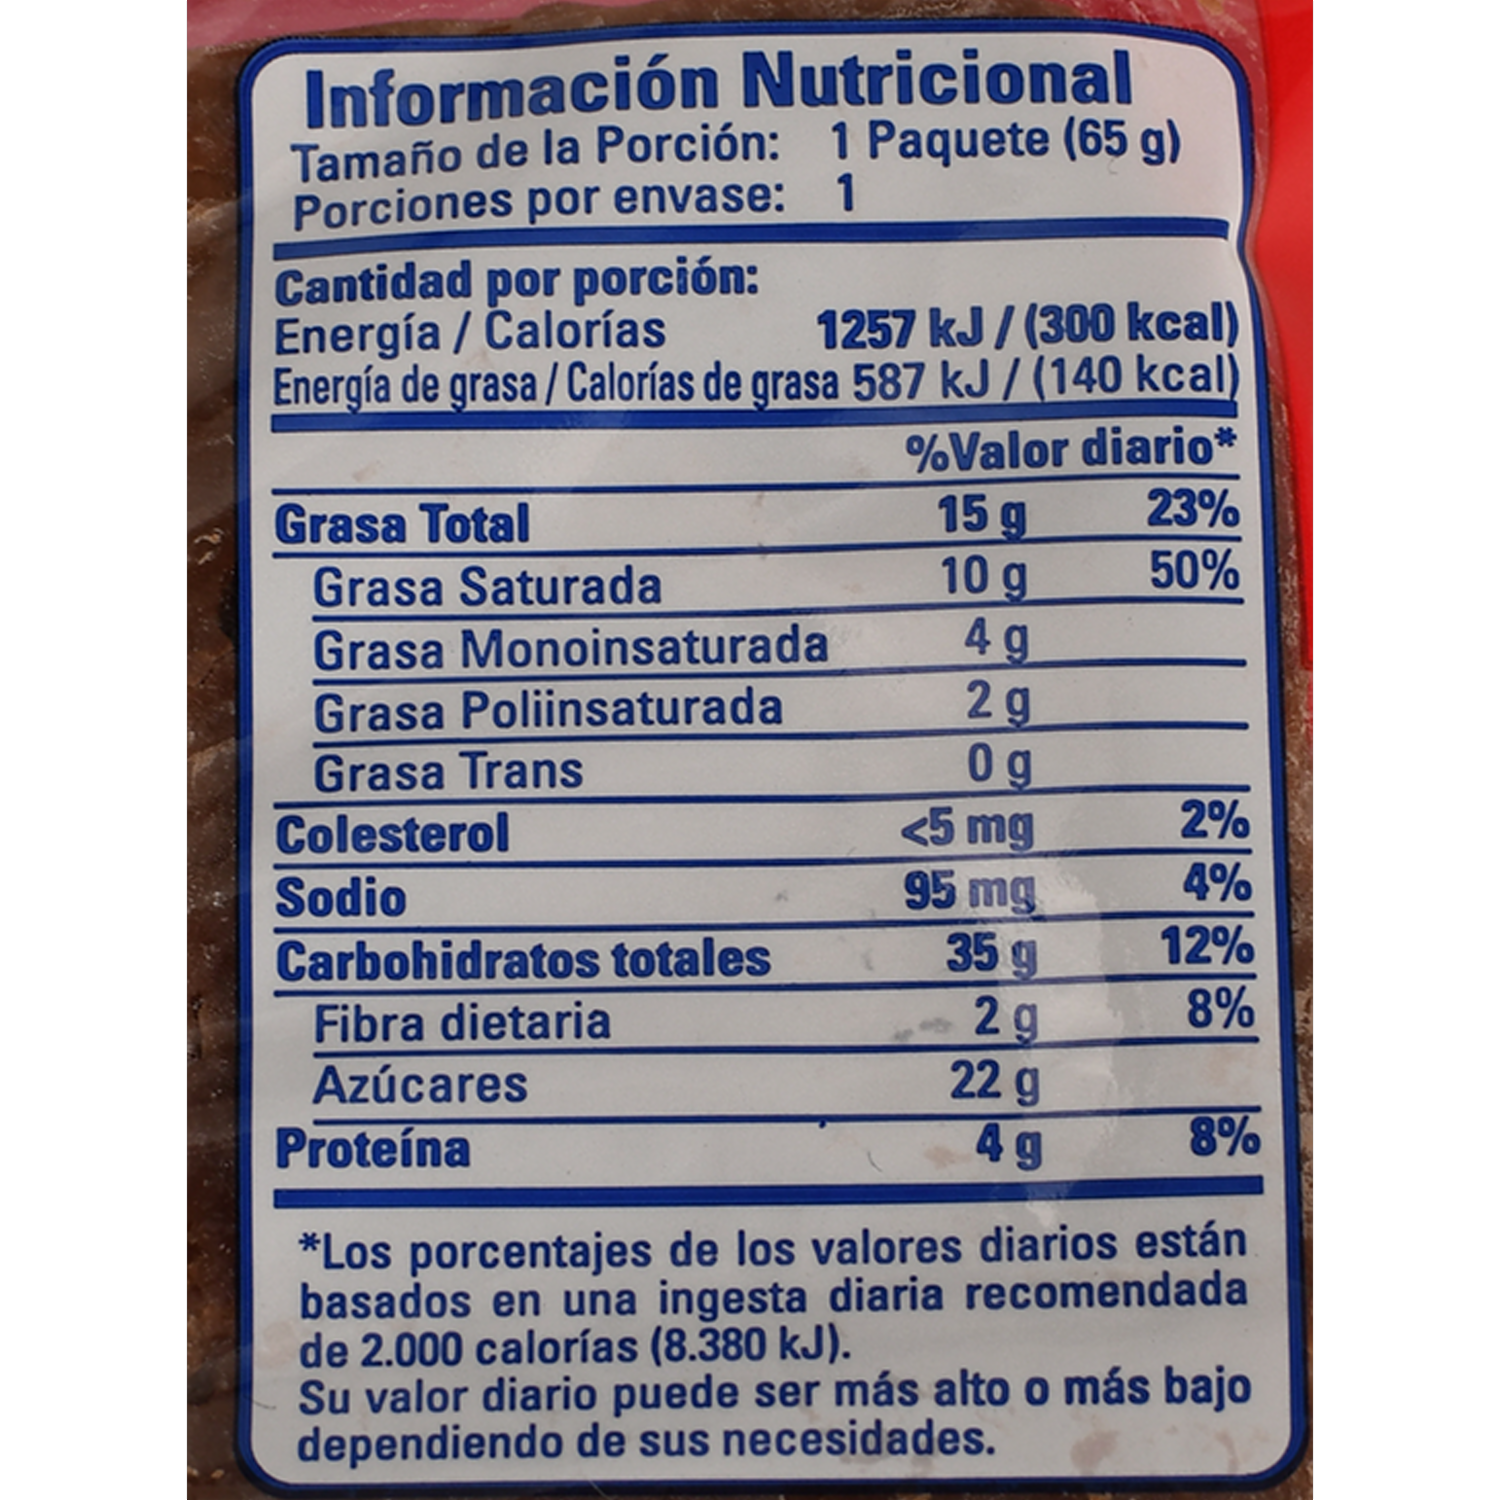 Información Nutricional
Tamaño de la Porción: 1 Paquete (65 g)
Porciones por envase: 1
Cantidad por porción:
Energía / Calorías 1257 kJ / (300 kcal)
Energía de grasa / Calorías de grasa 587 kJ / (140 kcal)
%Valor diario*
Grasa Total 15 g 23%
Grasa Saturada 10 g 50%
Grasa Monoinsaturada 4 g
Grasa Poliinsaturada 2 g
Grasa Trans 0 g
Colesterol <5 mg 2%
Sodio 95 mg 4%
Carbohidratos totales 35 g 12%
Fibra dietaria 2 g 8%
Azúcares 22 g
Proteína 4 g 8%
*Los porcentajes de los valores diarios están
basados en una ingesta diaria recomendada
de 2.000 calorías (8.380 kJ).
Su valor diario puede ser más alto o más bajo
dependiendo de sus necesidades.